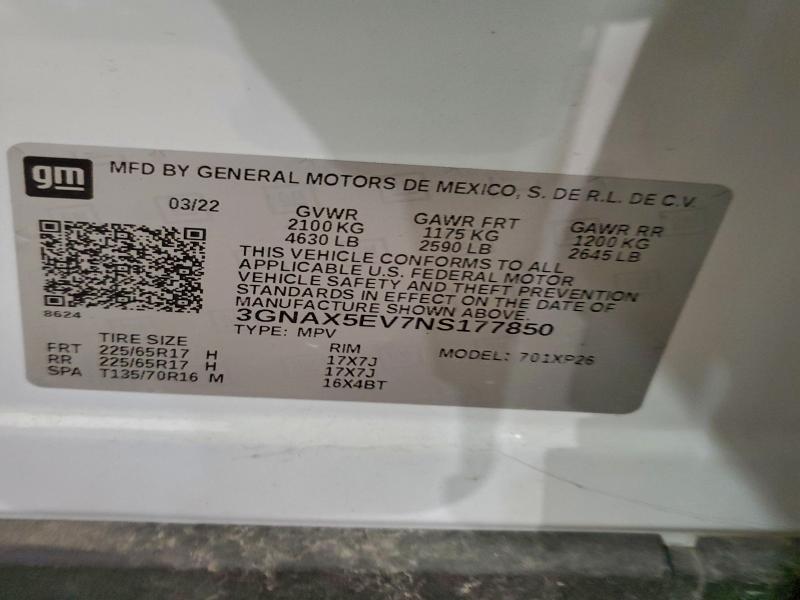 gm
MFD BY GENERAL MOTORS DE MEXICO, S. DE R.L. DE C.V.
03/22
GVWR
2100 KG
4630 LB
GAWR FRT
1175 KG
2590 LB
GAWR RR
1200 KG
2645 LB
THIS VEHICLE CONFORMS TO ALL
APPLICABLE U.S. FEDERAL MOTOR
VEHICLE SAFETY AND THEFT PREVENTION
STANDARDS IN EFFECT ON THE DATE OF
MANUFACTURE SHOWN ABOVE.
8624
3GNAX5EV7NS177850
TYPE: MPV
MODEL: 701XP26
TIRE SIZE
RIM
FRT 225/65R17 H 17X7J
RR 225/65R17 H 17X7J
SPA T135/70R16 M 16X4BT